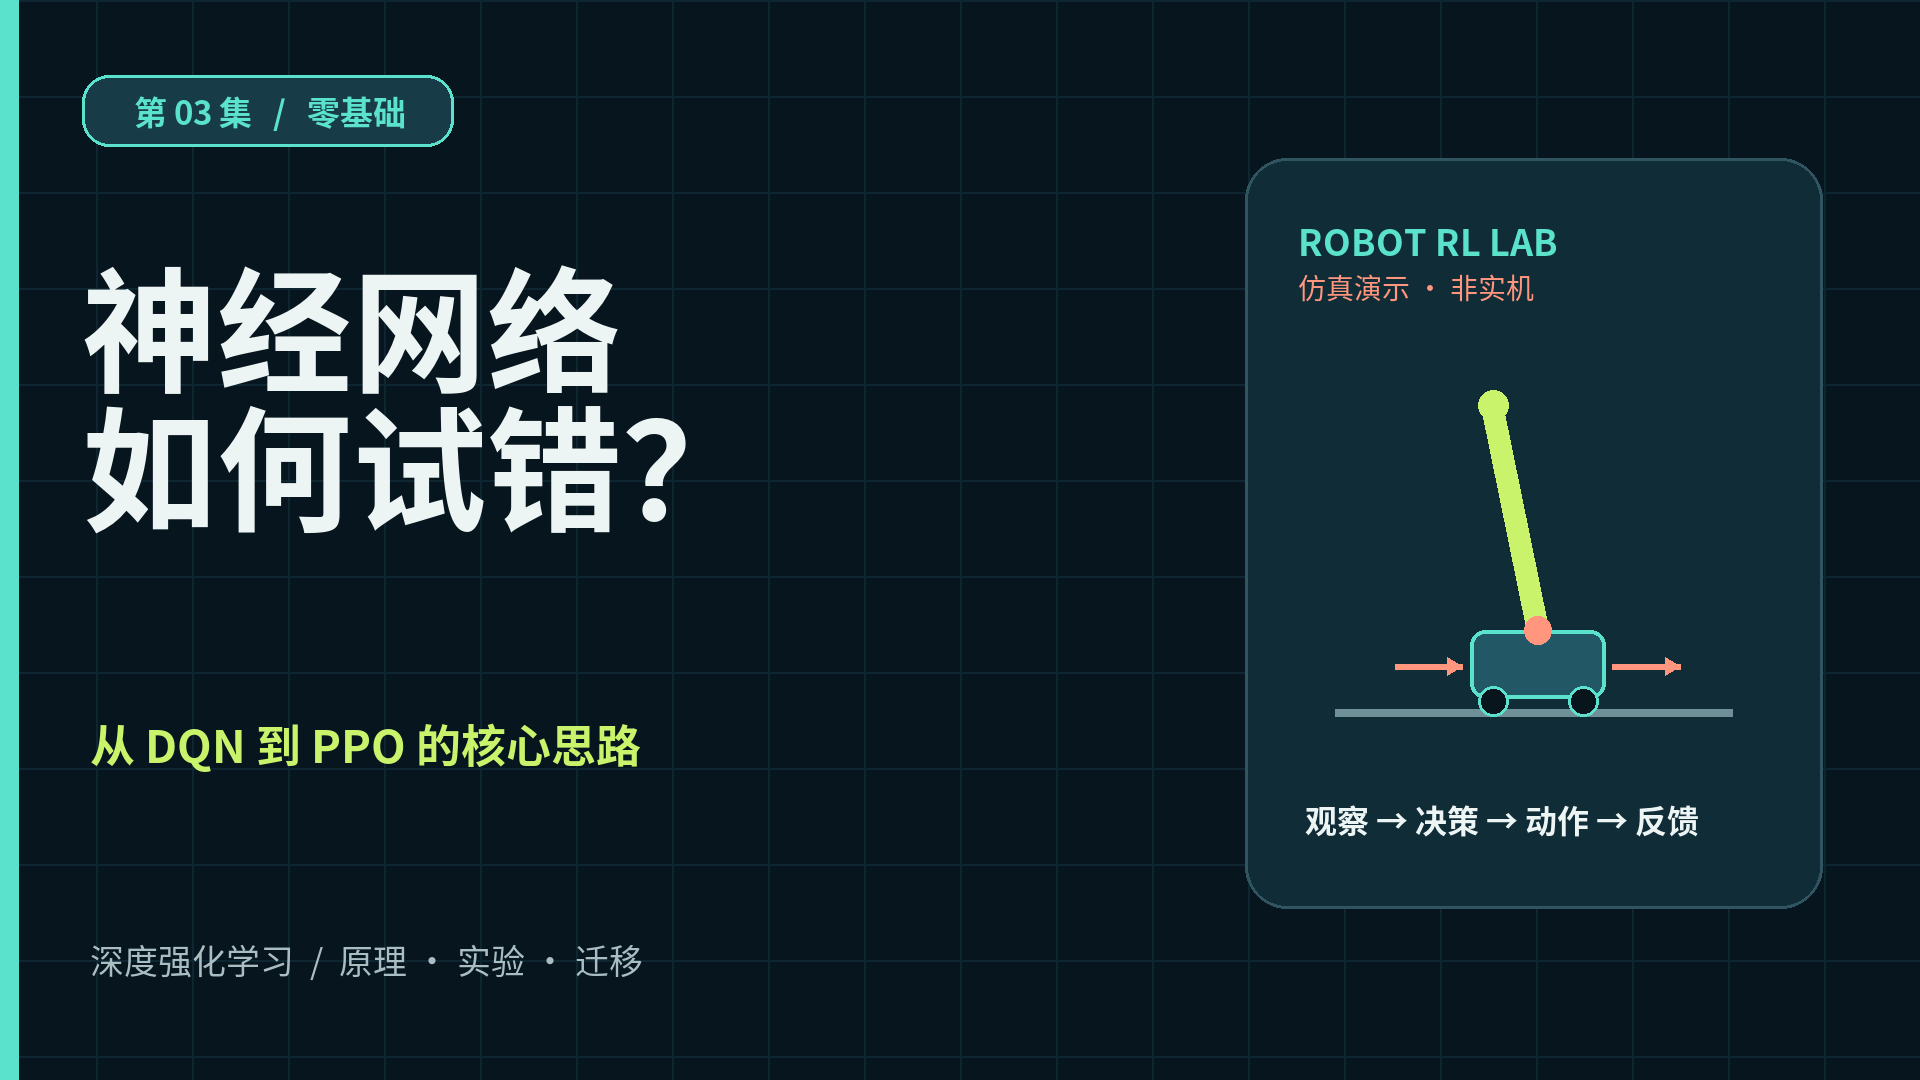 第 03 集 / 零基础
神经网络
如何试错？
从 DQN 到 PPO 的核心思路
深度强化学习 / 原理 · 实验 · 迁移
ROBOT RL LAB
仿真演示 · 非实机
观察 → 决策 → 动作 → 反馈